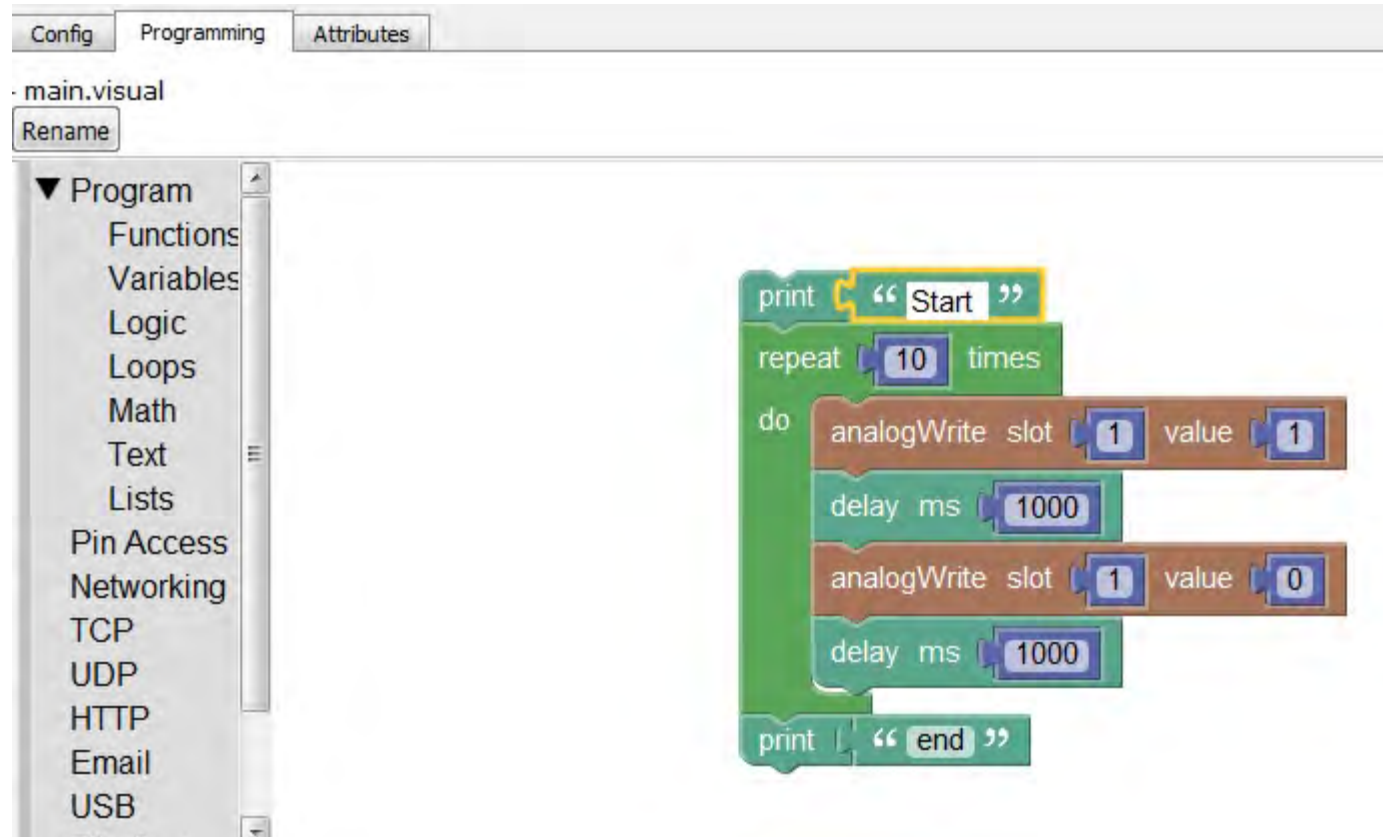 Config Programming Attributes
- main.visual
Rename
▼ Program
Functions
Variables
Logic
Loops
Math
Text
Lists
Pin Access
Networking
TCP
UDP
HTTP
Email
USB
print “ Start ”
repeat 10 times
do analogWrite slot 1 value 1
delay ms 1000
analogWrite slot 1 value 0
delay ms 1000
print “ end ”